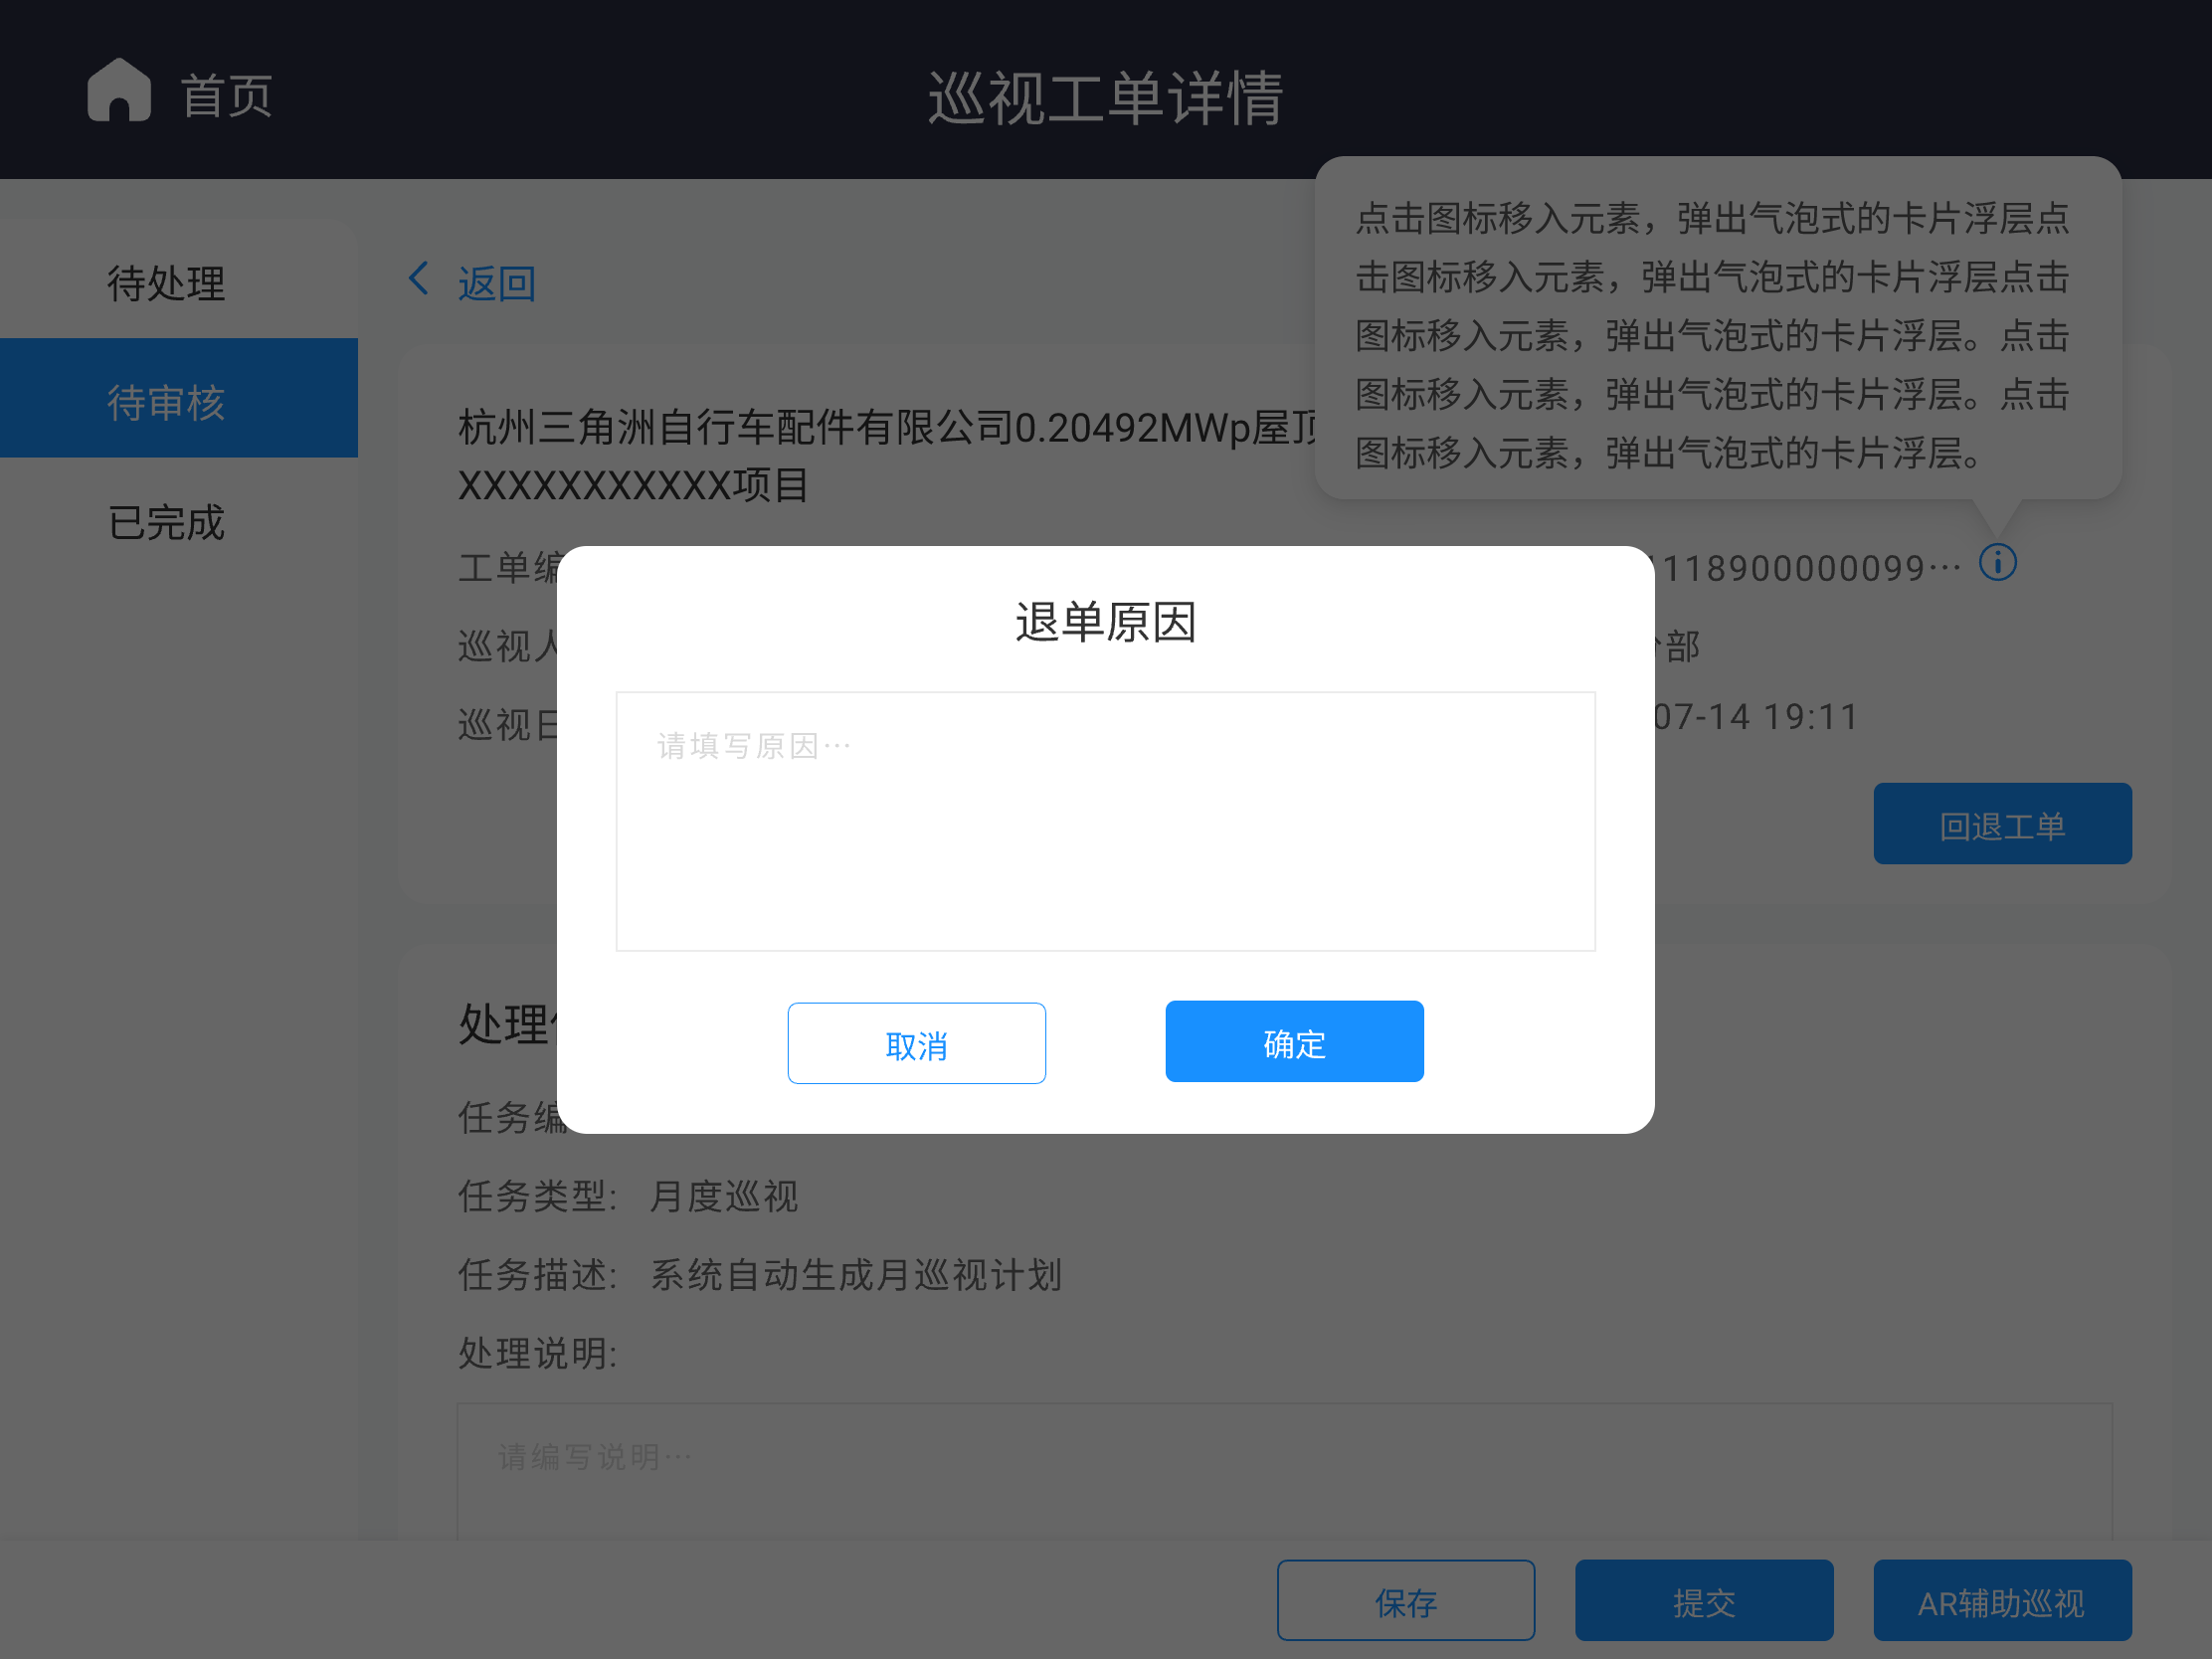 首页
巡视工单详情
点击图标移入元素，弹出气泡式的卡片浮层点
击图标移入元素，弹出气泡式的卡片浮层点击
图标移入元素，弹出气泡式的卡片浮层。点击
图标移入元素，弹出气泡式的卡片浮层。点击
图标移入元素，弹出气泡式的卡片浮层。
待处理
待审核
已完成
返回
杭州三角洲自行车配件有限公司0.20492MWp屋顶
XXXXXXXXXXX项目
工单编
118900000099…
巡视人
部
巡视日
07-14 19:11
回退工单
退单原因
请填写原因…
取消
确定
处理
任务编
任务类型: 月度巡视
任务描述: 系统自动生成月巡视计划
处理说明:
请编写说明…
保存
提交
AR辅助巡视